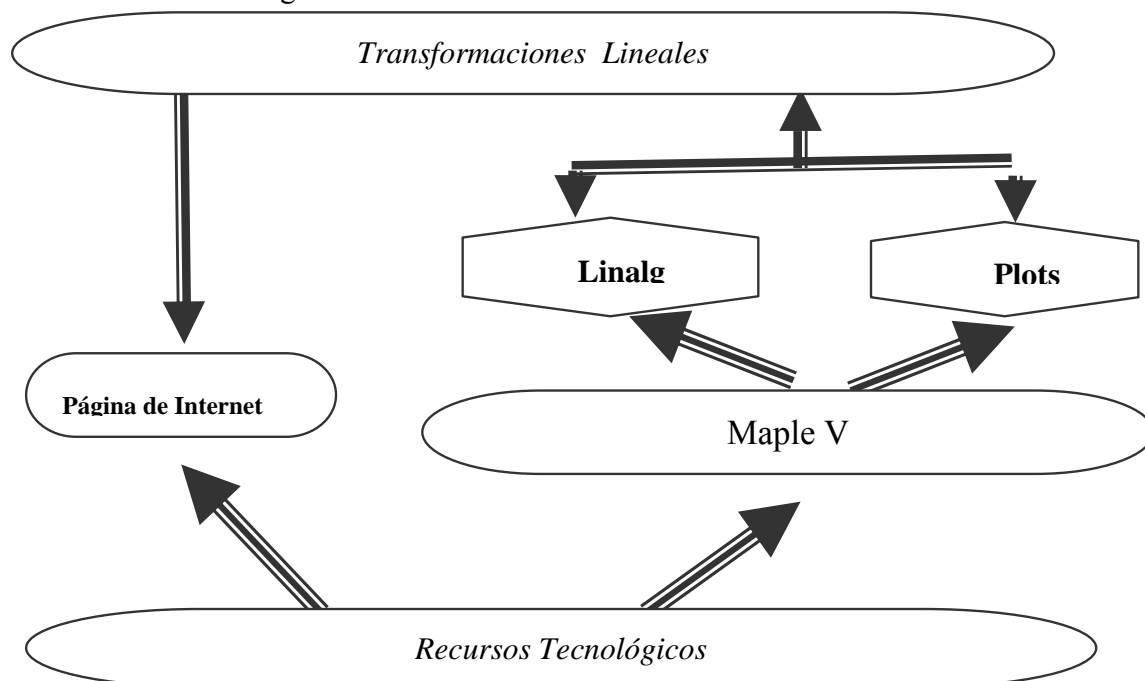 Transformaciones Lineales
Linalg
Plots
Página de Internet
Maple V
Recursos Tecnológicos